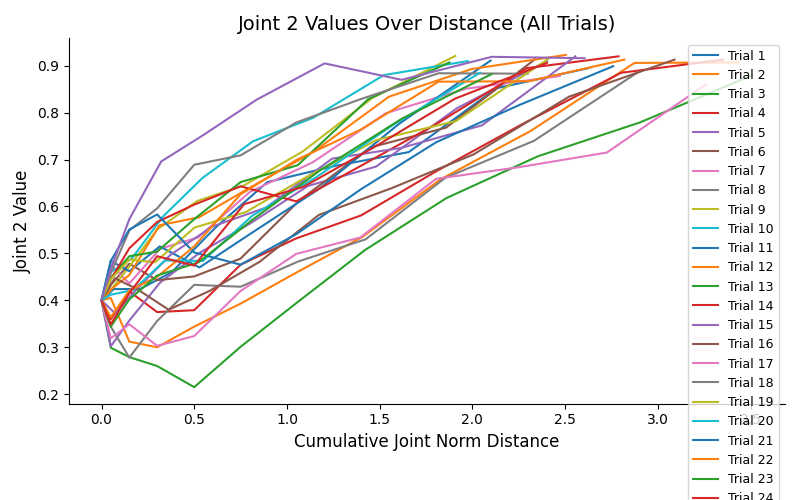 Joint 2 Values Over Distance (All Trials)
Joint 2 Value
0.9
0.8
0.7
0.6
0.5
0.4
0.3
0.2
0.0
0.5
1.0
1.5
2.0
2.5
3.0
3.5
Cumulative Joint Norm Distance
Trial 1
Trial 2
Trial 3
Trial 4
Trial 5
Trial 6
Trial 7
Trial 8
Trial 9
Trial 10
Trial 11
Trial 12
Trial 13
Trial 14
Trial 15
Trial 16
Trial 17
Trial 18
Trial 19
Trial 20
Trial 21
Trial 22
Trial 23
Trial 24